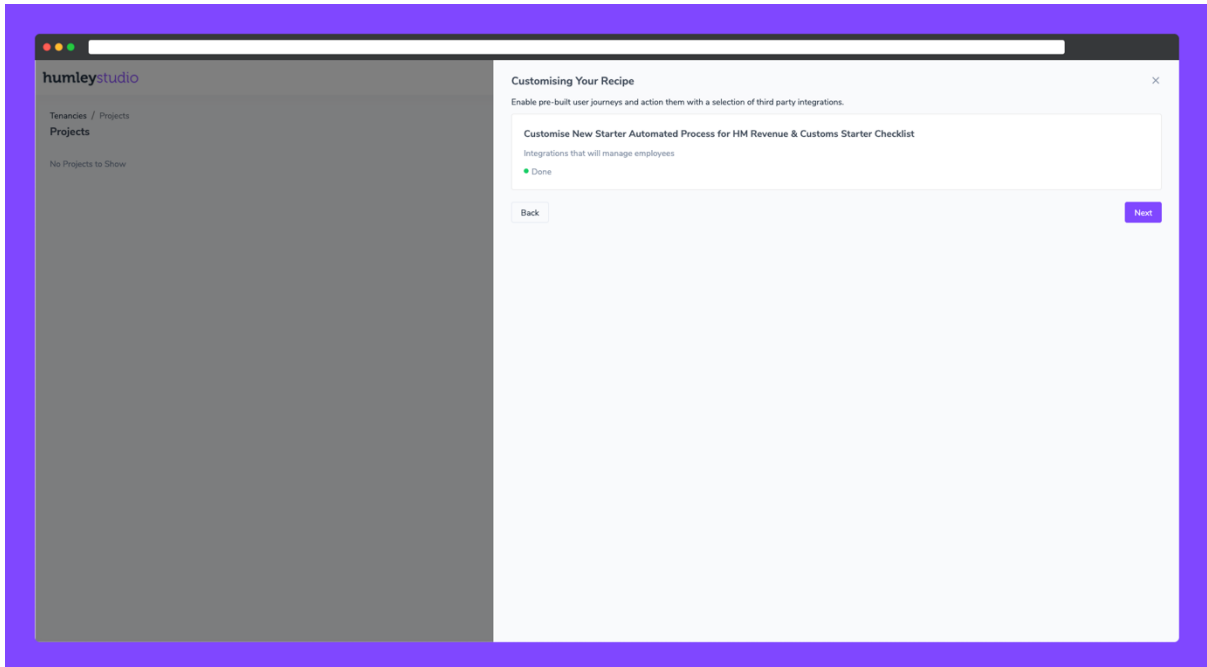 humleystudio
Tenancies / Projects
Projects
No Projects to Show
Customising Your Recipe
Enable pre-built user journeys and action them with a selection of third party integrations.
Customise New Starter Automated Process for HM Revenue & Customs Starter Checklist
Integrations that will manage employees
Done
Back
Next